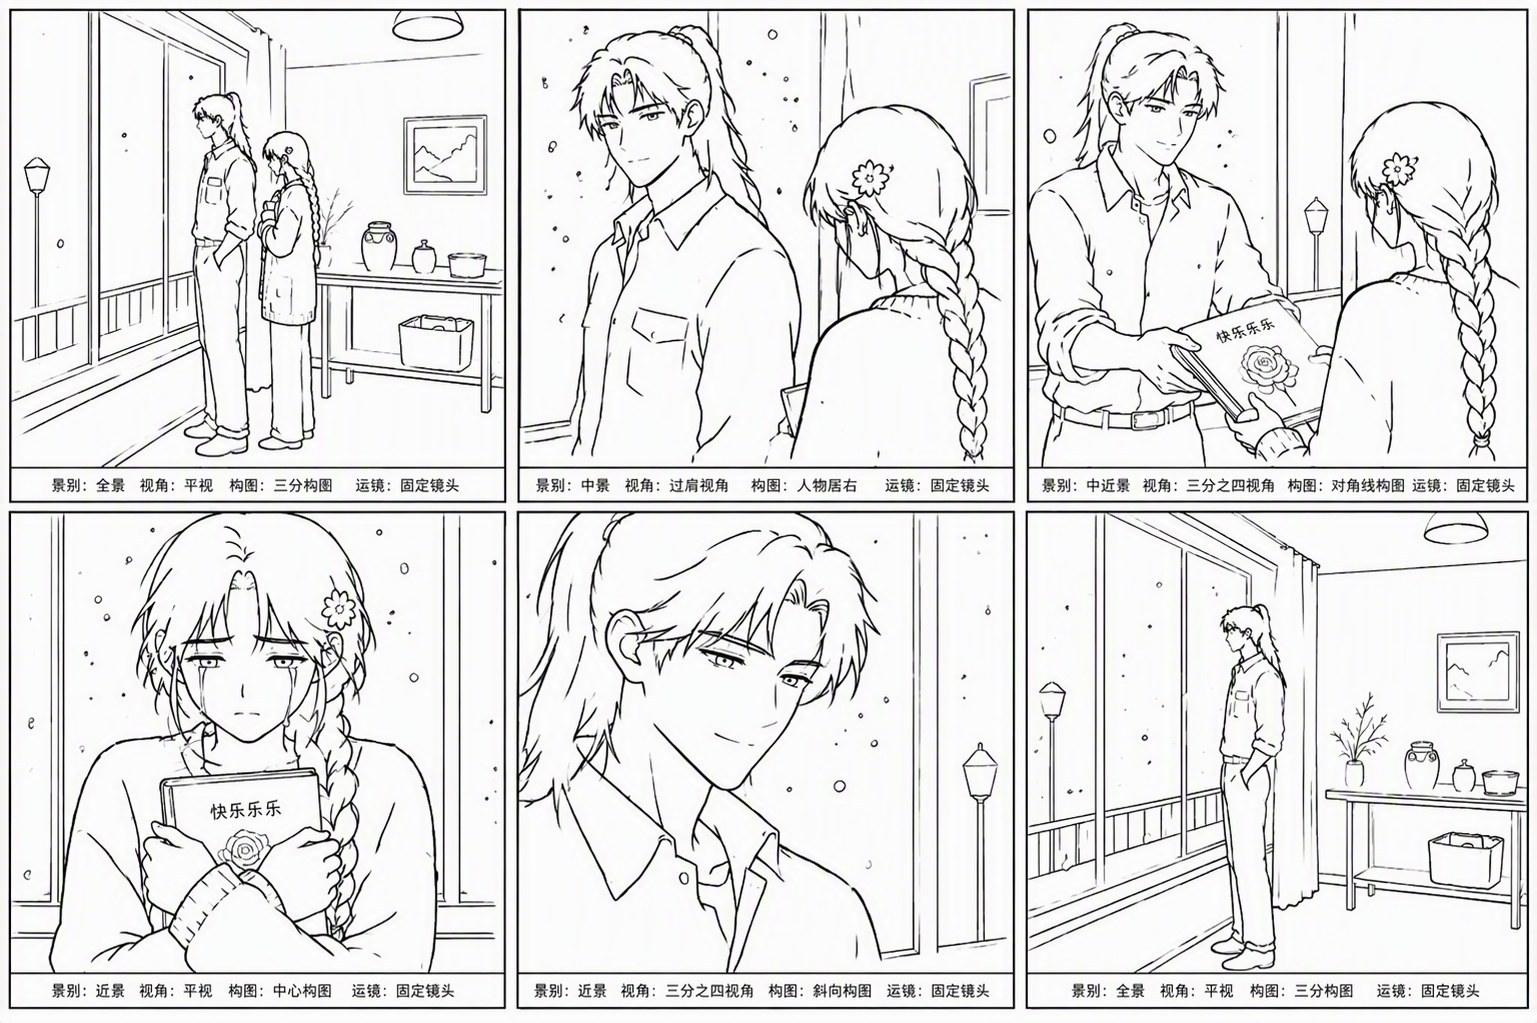 景别：全景 视角：平视 构图：三分构图 运镜：固定镜头
景别：中景 视角：过肩视角 构图：人物居右 运镜：固定镜头
快乐乐乐
景别：中近景 视角：三分之四视角 构图：对角线构图 运镜：固定镜头
快乐乐乐
景别：近景 视角：平视 构图：中心构图 运镜：固定镜头
景别：近景 视角：三分之四视角 构图：斜向构图 运镜：固定镜头
景别：全景 视角：平视 构图：三分构图 运镜：固定镜头